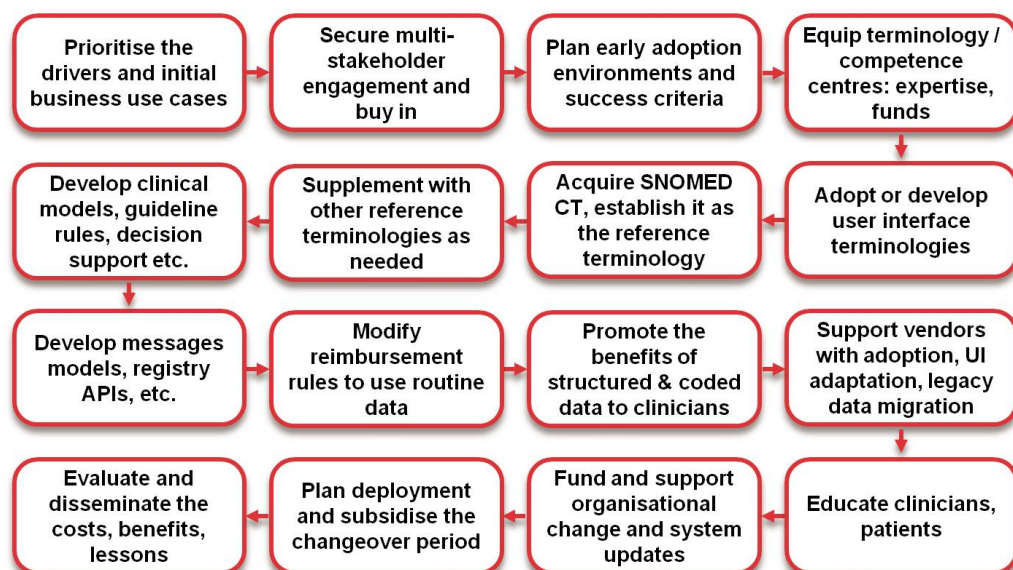 Prioritise the
drivers and initial
business use cases
Secure multi-
stakeholder
engagement and
buy in
Plan early adoption
environments and
success criteria
Equip terminology /
competence
centres: expertise,
funds
Adopt or develop
user interface
terminologies
Acquire SNOMED
CT, establish it as
the reference
terminology
Supplement with
other reference
terminologies as
needed
Develop clinical
models, guideline
rules, decision
support etc.
Develop messages
models, registry
APIs, etc.
Modify
reimbursement
rules to use routine
data
Promote the
benefits of
structured & coded
data to clinicians
Support vendors
with adoption, UI
adaptation, legacy
data migration
Educate clinicians,
patients
Fund and support
organisational
change and system
updates
Plan deployment
and subsidise the
changeover period
Evaluate and
disseminate the
costs, benefits,
lessons